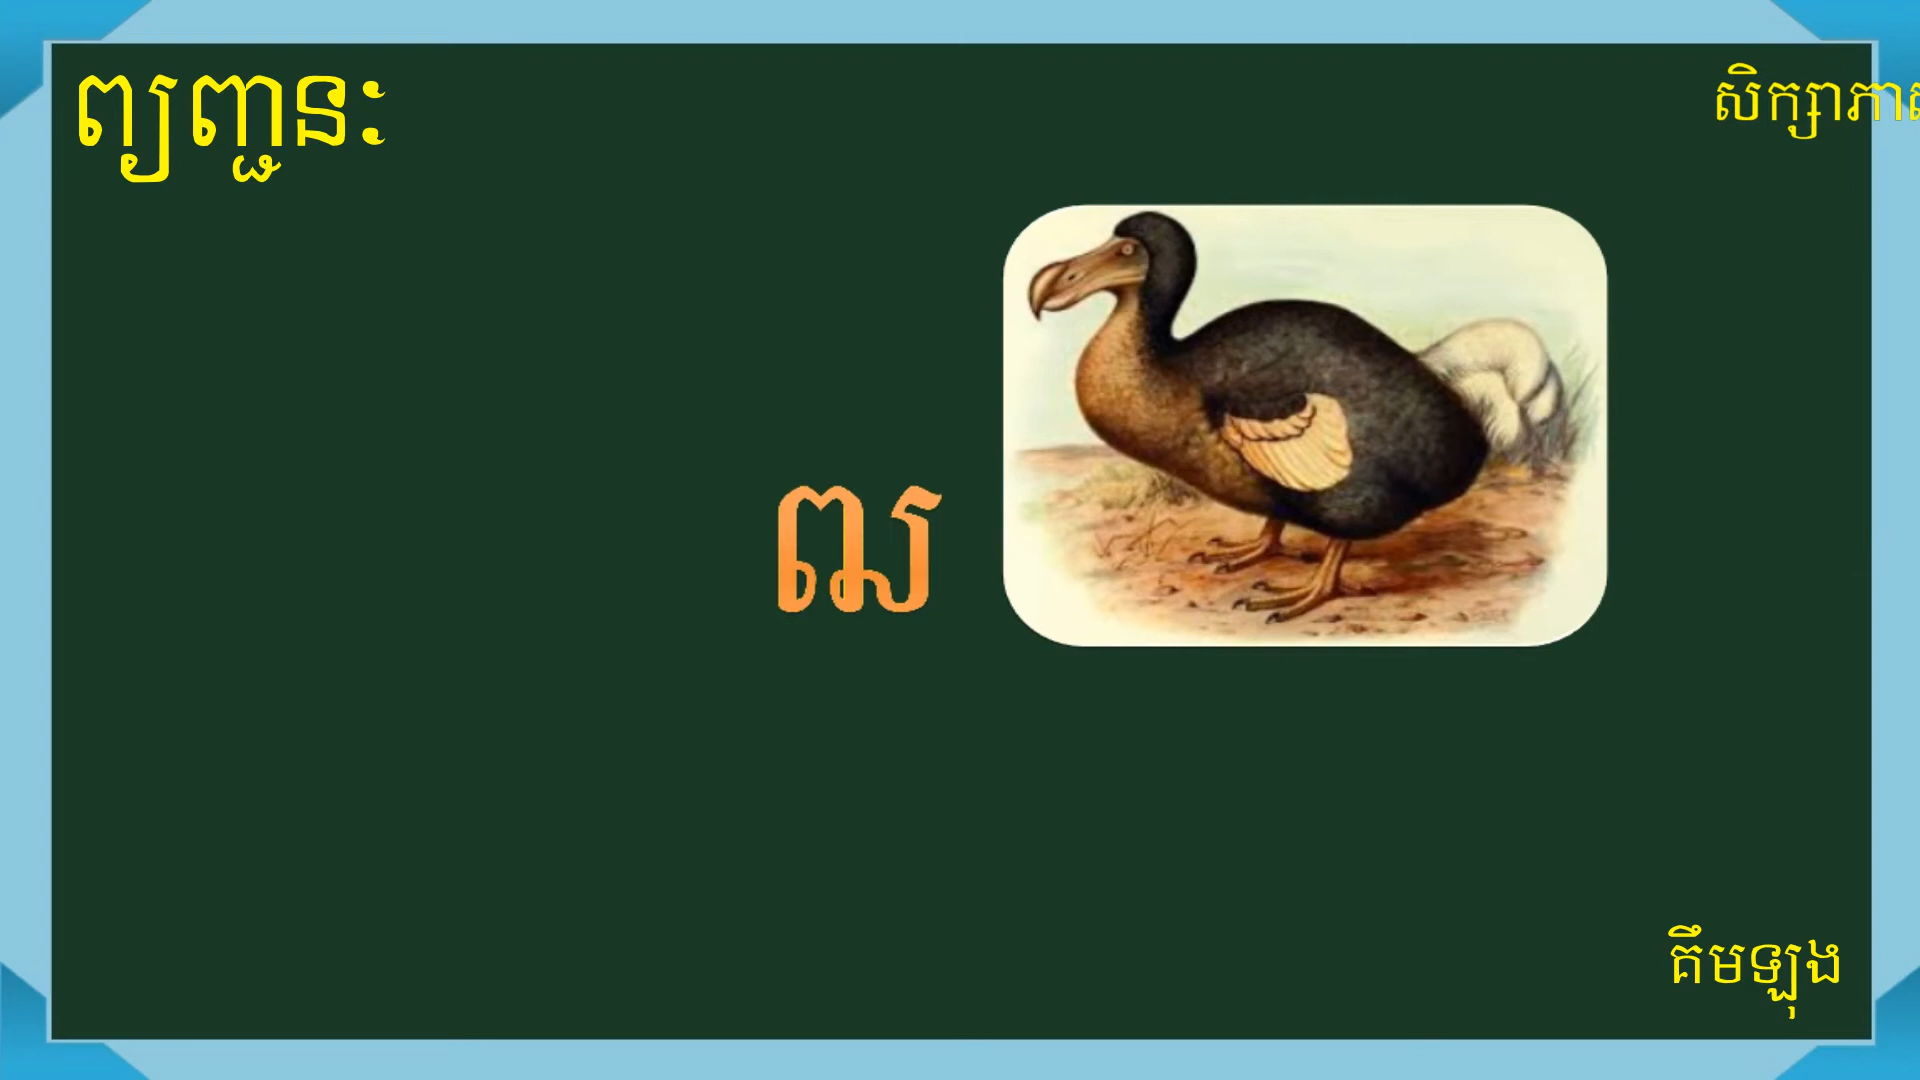 ព្យញ្ជនះ
សិក្សាភា
ឍ
គឹមឡុង